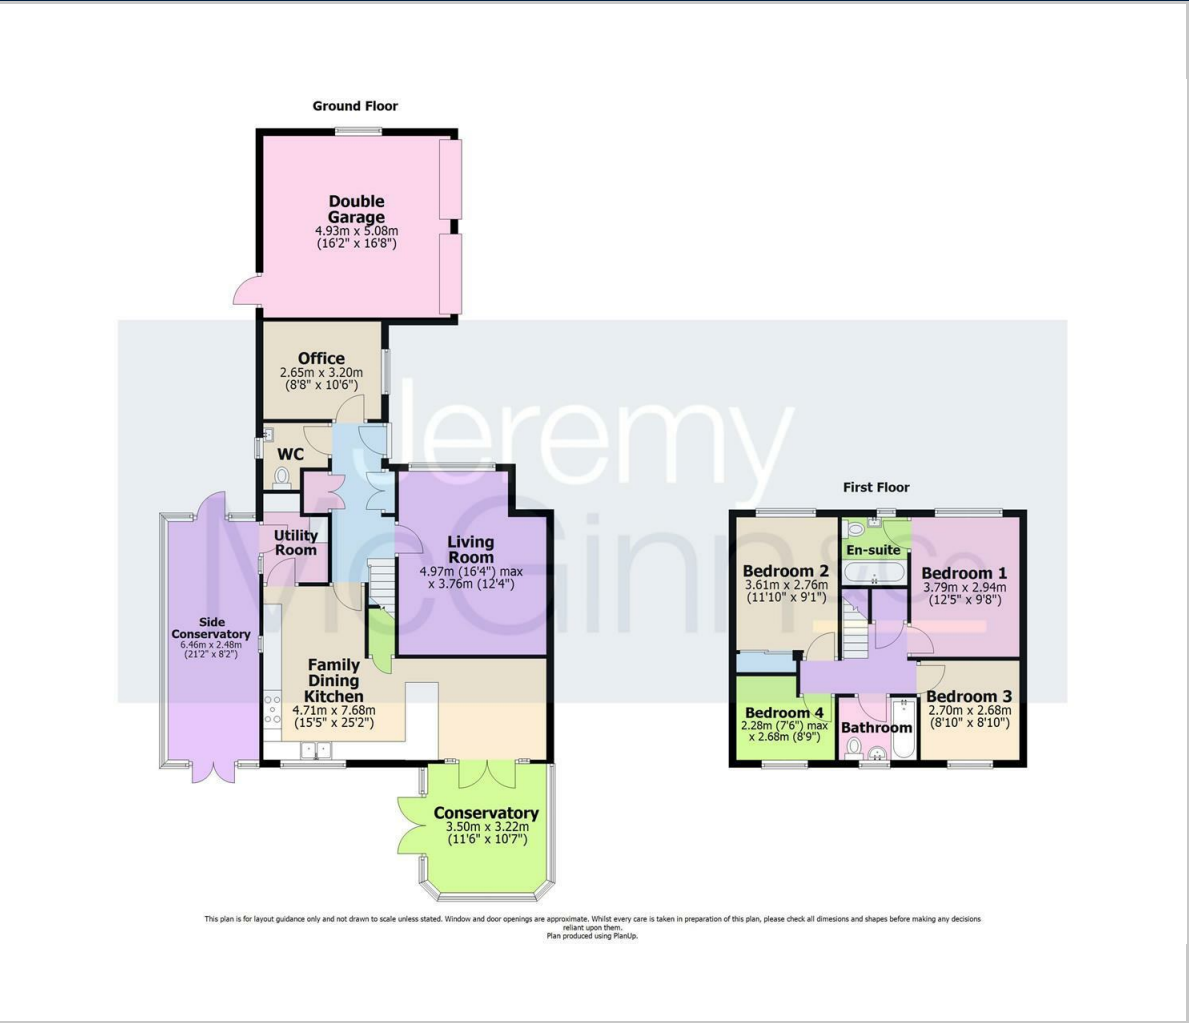 Ground Floor
Double
Garage
4.93m x 5.08m
(16'2" x 16'8")
Office
2.65m x 3.20m
(8'8" x 10'6")
WC
Utility
Room
Living
Room
4.97m (16'4") max
x 3.76m (12'4")
Side
Conservatory
6.46m x 2.48m
(21'2" x 8'2")
Family
Dining
Kitchen
4.71m x 7.68m
(15'5" x 25'2")
Conservatory
3.50m x 3.22m
(11'6" x 10'7")
First Floor
Bedroom 2
3.61m x 2.76m
(11'10" x 9'1")
En-suite
Bedroom 1
3.79m x 2.94m
(12'5" x 9'8")
Bedroom 3
2.70m x 2.68m
(8'10" x 8'10")
Bedroom 4
2.28m (7'6") max
x 2.68m (8'9")
Bathroom
Jeremy
McGinn & Co
This plan is for layout guidance only and not drawn to scale unless stated. Window and door openings are approximate. Whilst every care is taken in preparation of this plan, please check all dimesions and shapes before making any decisions
reliant upon them.
Plan produced using PlanUp.